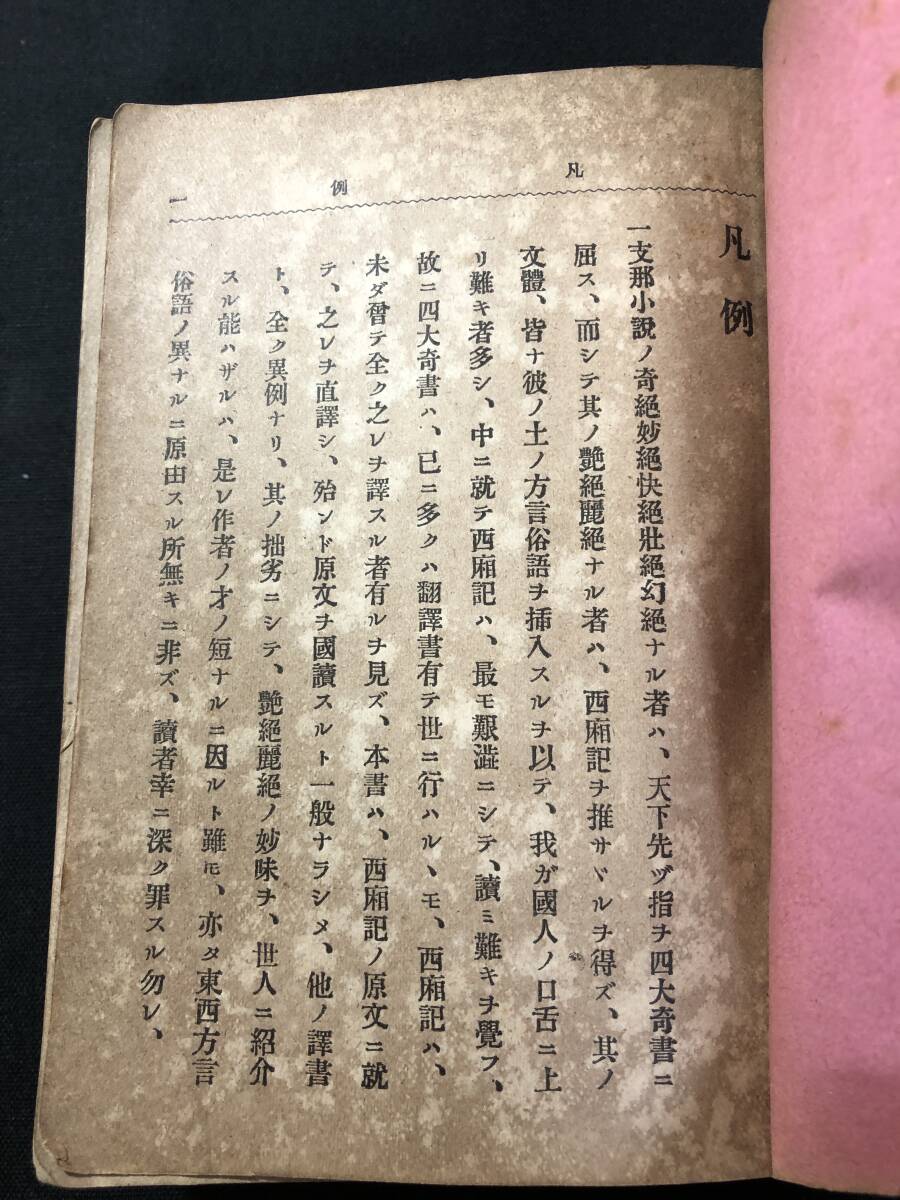 凡例
一
凡例
一支那小說ノ奇絕妙絕快絕壯絕幻絕ナル者ハ、天下先ヅ指ヲ四大奇書ニ
屈ス、而シテ其ノ艷絕麗絕ナル者ハ、西廂記ヲ推サヾルヲ得ズ、其ノ
文體、皆ナ彼ノ土ノ方言俗語ヲ挿入スルヲ以テ、我ガ國人ノ口舌ニ上
リ難キ者多シ、中ニ就テ西廂記ハ、最モ艱澁ニシテ、讀ミ難キヲ覺フ、
故ニ四大奇書ハ、已ニ多クハ翻譯書有テ世ニ行ハルヽモ、西廂記ハ、
未ダ曾テ全ク之レヲ譯スル者有ルヲ見ズ、本書ハ、西廂記ノ原文ニ就
テ、之レヲ直譯シ、殆ンド原文ヲ國讀スルト一般ナラシメ、他ノ譯書
ト、全ク異例ナリ、其ノ拙劣ニシテ、艷絕麗絕ノ妙味ヲ、世人ニ紹介
スル能ハザルハ、是レ作者ノ才ノ短ナルニ因ルト雖モ、亦タ東西方言
俗語ノ異ナルニ原由スル所無キニ非ズ、讀者幸ニ深ク罪スル勿レ、